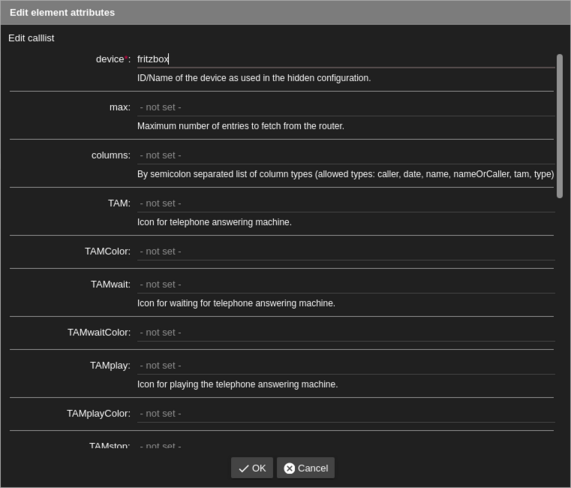 Edit element attributes
Edit calllist
device*: fritzbox
ID/Name of the device as used in the hidden configuration.
max: - not set -
Maximum number of entries to fetch from the router.
columns: - not set -
By semicolon separated list of column types (allowed types: caller, date, name, nameOrCaller, tam, type)
TAM: - not set -
Icon for telephone answering machine.
TAMColor: - not set -
TAMwait: - not set -
Icon for waiting for telephone answering machine.
TAMwaitColor: - not set -
TAMplay: - not set -
Icon for playing the telephone answering machine.
TAMplayColor: - not set -
TAMstop: - not set -
OK Cancel